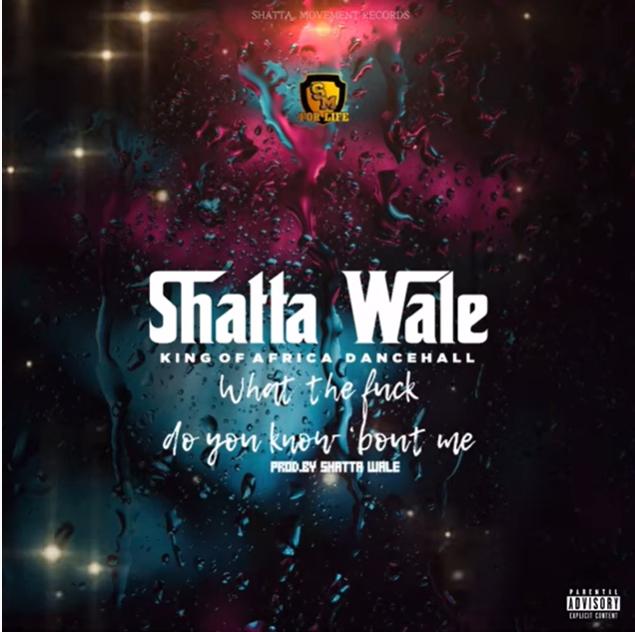 SHATTA MOVEMENT RECORDS
SM
FOR LIFE
Shatta Wale
KING OF AFRICA DANCEHALL
What the fuck
do you know 'bout me
PROD.BY SHATTA WALE
PARENTIL
ADVISORY
EXPLICIT CONTENT